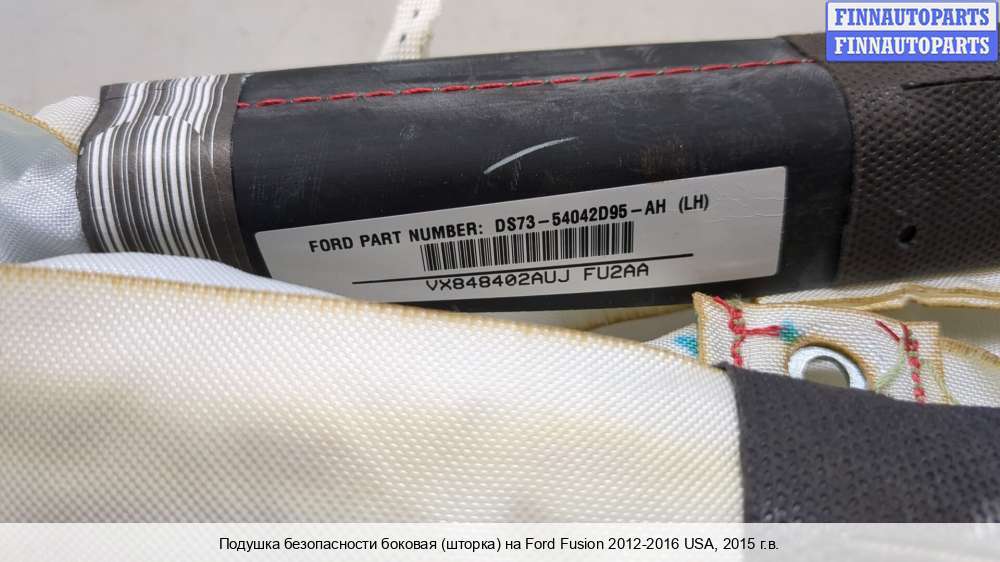 FINNAUTOPARTS
FINNAUTOPARTS
FORD PART NUMBER: DS73-54042D95-AH (LH)
VX848402AUJ FU2AA
Подушка безопасности боковая (шторка) на Ford Fusion 2012-2016 USA, 2015 г.в.